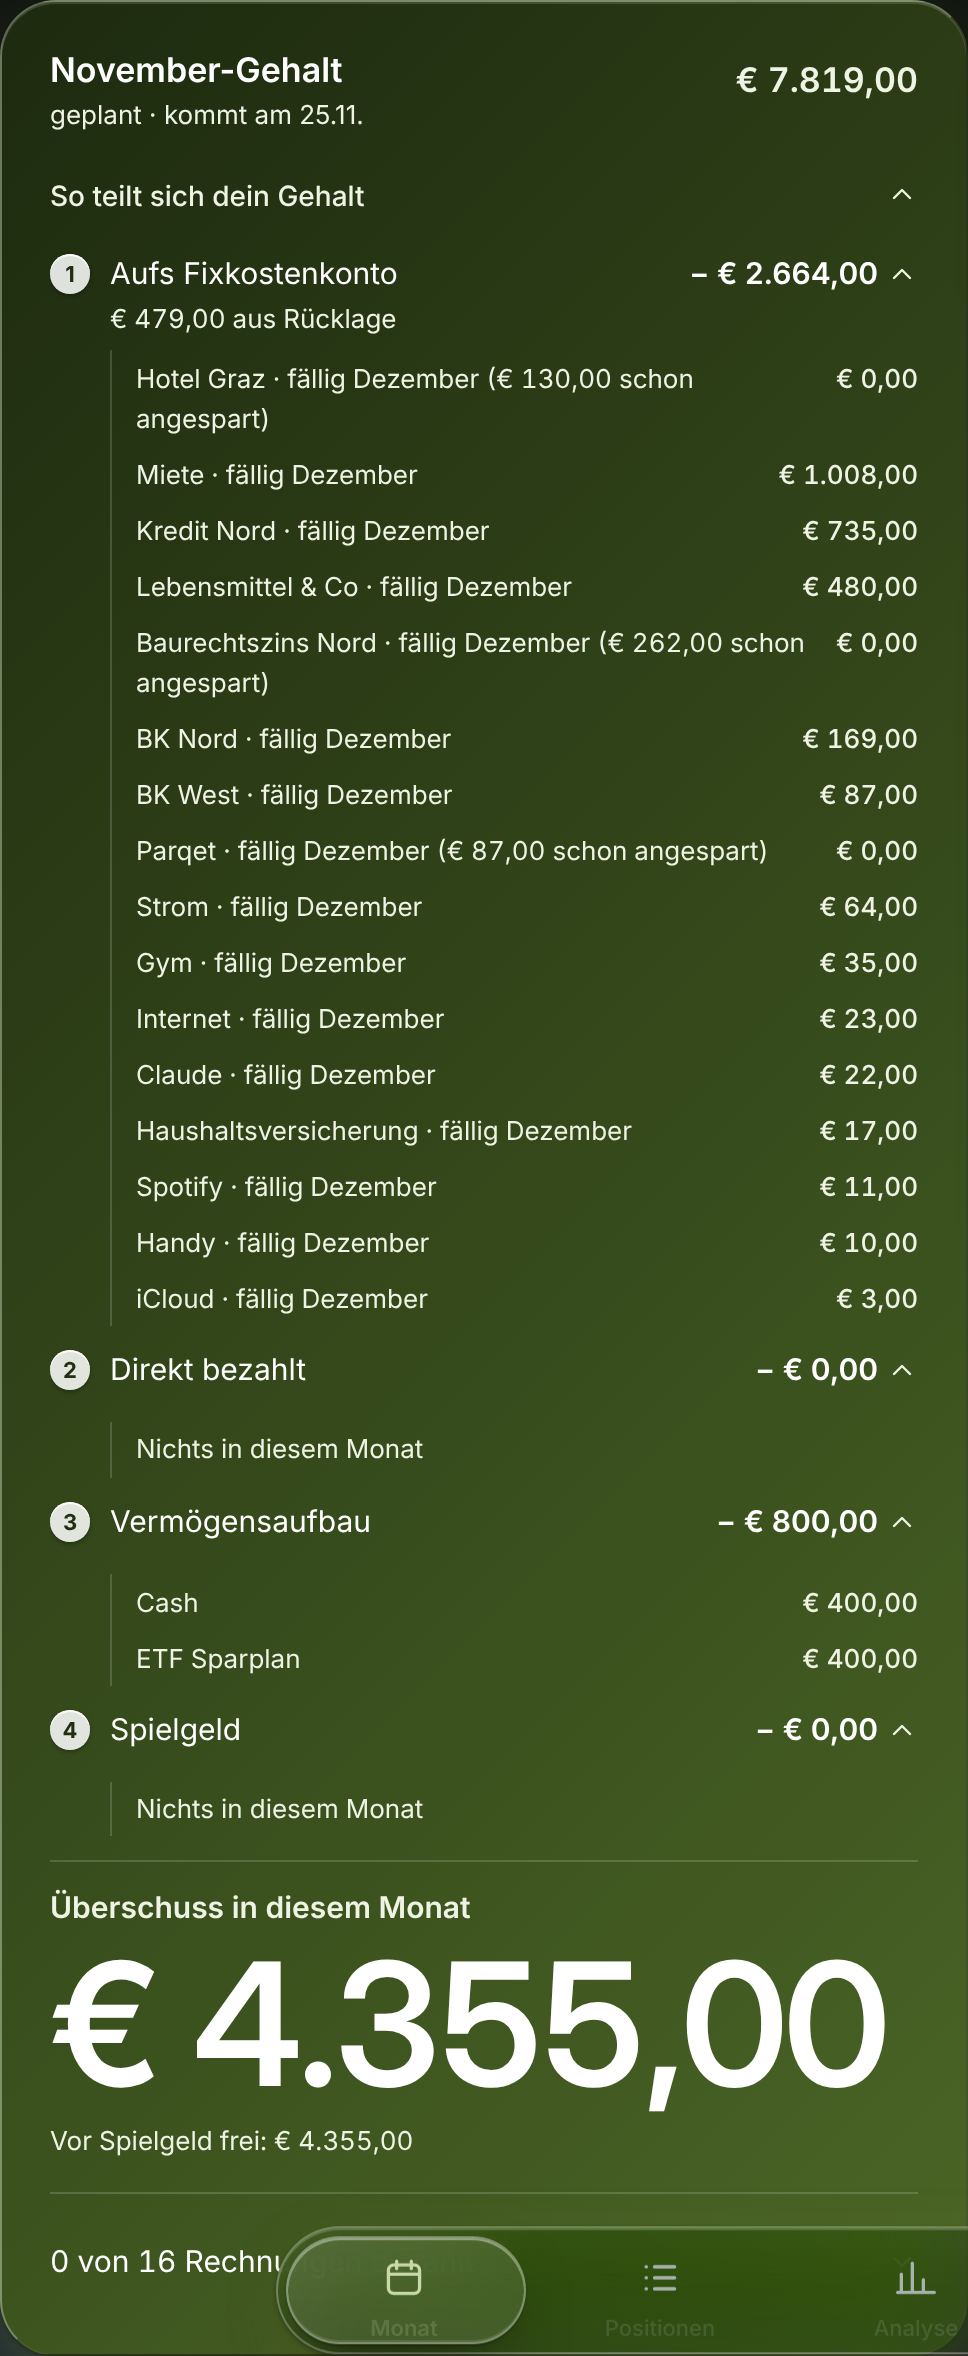 November-Gehalt
€ 7.819,00
geplant · kommt am 25.11.
So teilt sich dein Gehalt
1 Aufs Fixkostenkonto – € 2.664,00
€ 479,00 aus Rücklage
Hotel Graz · fällig Dezember (€ 130,00 schon € 0,00
angespart)
Miete · fällig Dezember € 1.008,00
Kredit Nord · fällig Dezember € 735,00
Lebensmittel & Co · fällig Dezember € 480,00
Baurechtszins Nord · fällig Dezember (€ 262,00 schon € 0,00
angespart)
BK Nord · fällig Dezember € 169,00
BK West · fällig Dezember € 87,00
Parqet · fällig Dezember (€ 87,00 schon angespart) € 0,00
Strom · fällig Dezember € 64,00
Gym · fällig Dezember € 35,00
Internet · fällig Dezember € 23,00
Claude · fällig Dezember € 22,00
Haushaltsversicherung · fällig Dezember € 17,00
Spotify · fällig Dezember € 11,00
Handy · fällig Dezember € 10,00
iCloud · fällig Dezember € 3,00
2 Direkt bezahlt – € 0,00
Nichts in diesem Monat
3 Vermögensaufbau – € 800,00
Cash € 400,00
ETF Sparplan € 400,00
4 Spielgeld – € 0,00
Nichts in diesem Monat
Überschuss in diesem Monat
€ 4.355,00
Vor Spielgeld frei: € 4.355,00
0 von 16
Monat Positionen Analyse